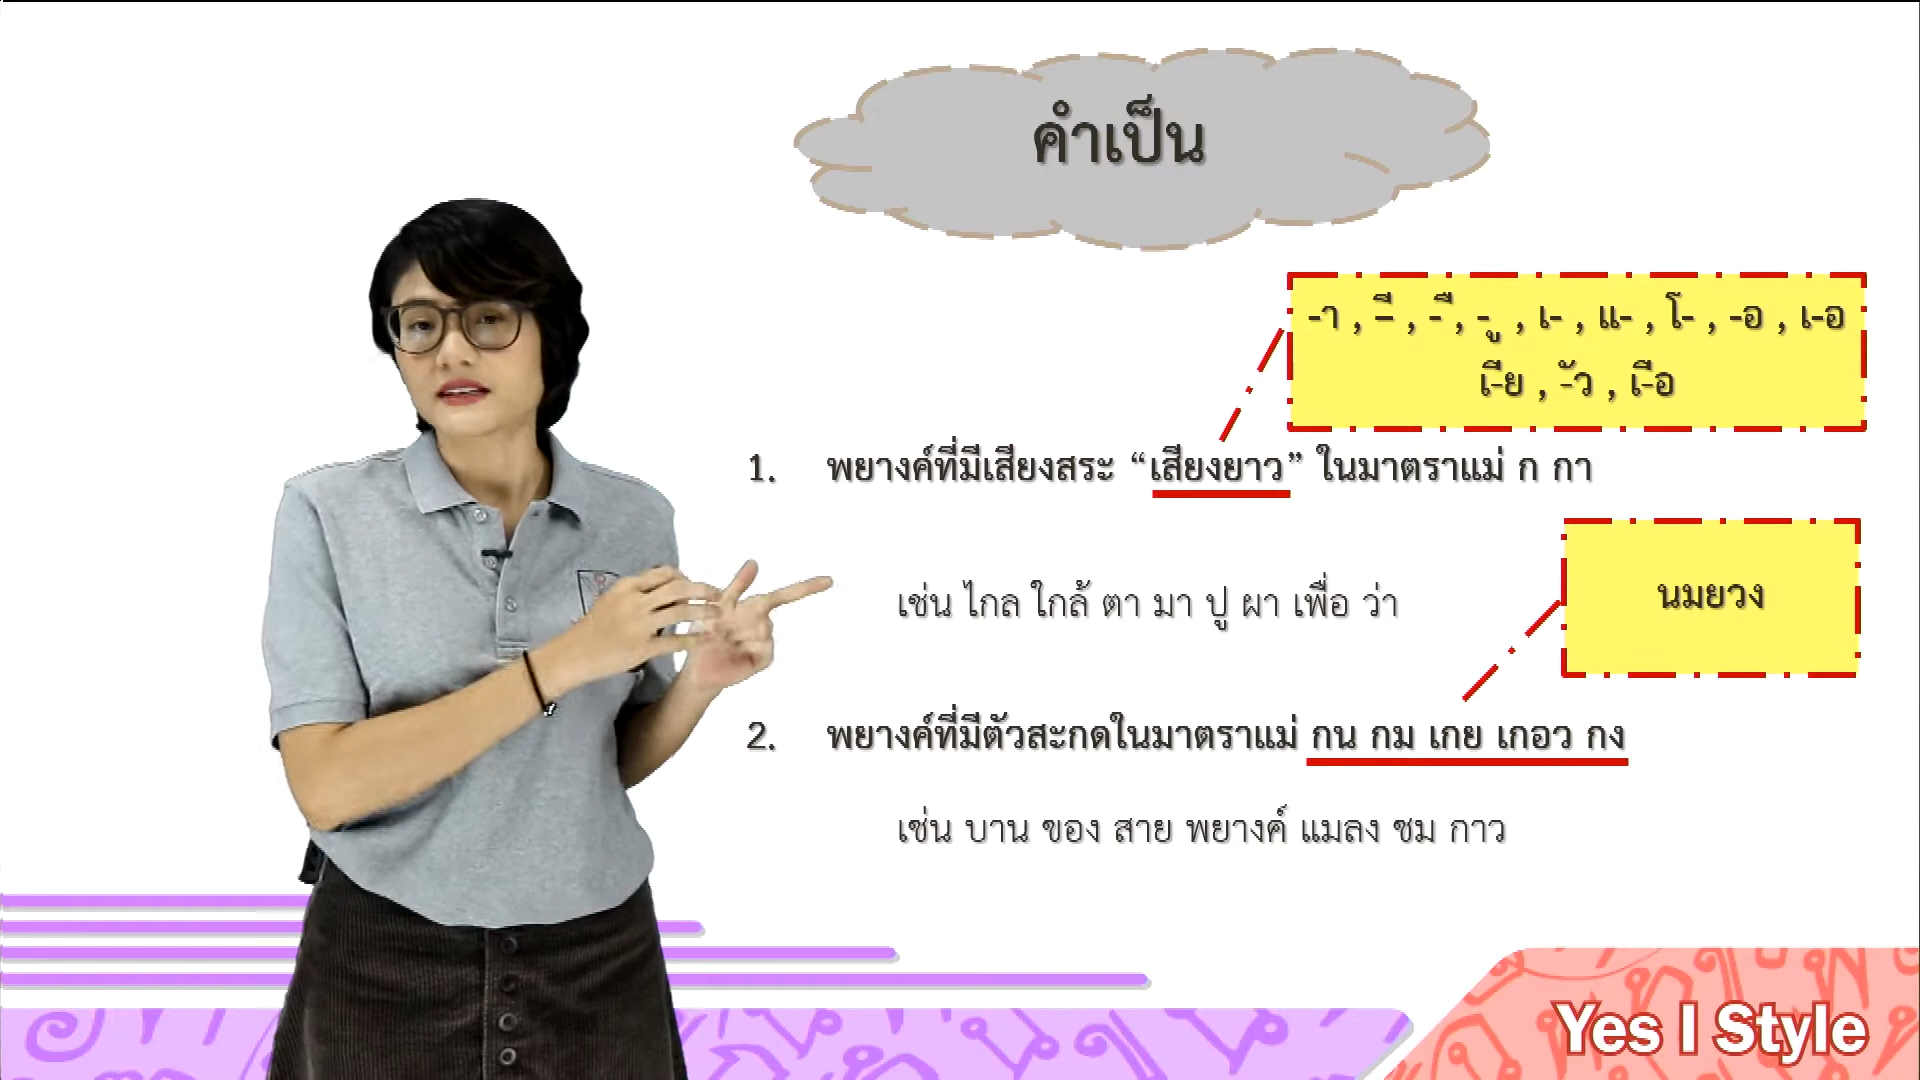 คำเป็น
-า , -ี , -ื , -ู , เ- , แ- , โ- , -อ , เ-อ
เ-ีย , -ัว , เ-ือ
1. พยางค์ที่มีเสียงสระ “เสียงยาว” ในมาตราแม่ ก กา
นมยวง
เช่น ไกล ใกล้ ตา มา ปู ผา เพื่อ ว่า
2. พยางค์ที่มีตัวสะกดในมาตราแม่ กน กม เกย เกอว กง
เช่น บาน ของ สาย พยางค์ แมลง ชม กาว
Yes I Style